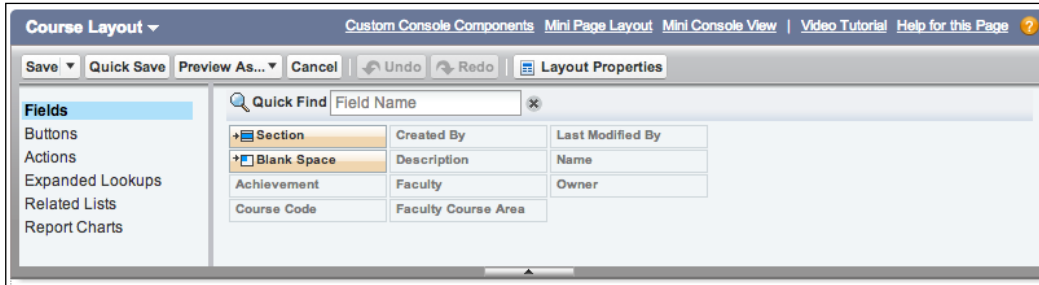 Course Layout Custom Console Components Mini Page Layout Mini Console View | Video Tutorial Help for this Page ?
Save Quick Save Preview As... Cancel Undo Redo Layout Properties
Fields
Buttons
Actions
Expanded Lookups
Related Lists
Report Charts
Quick Find Field Name
Section Created By Last Modified By
Blank Space Description Name
Achievement Faculty Owner
Course Code Faculty Course Area